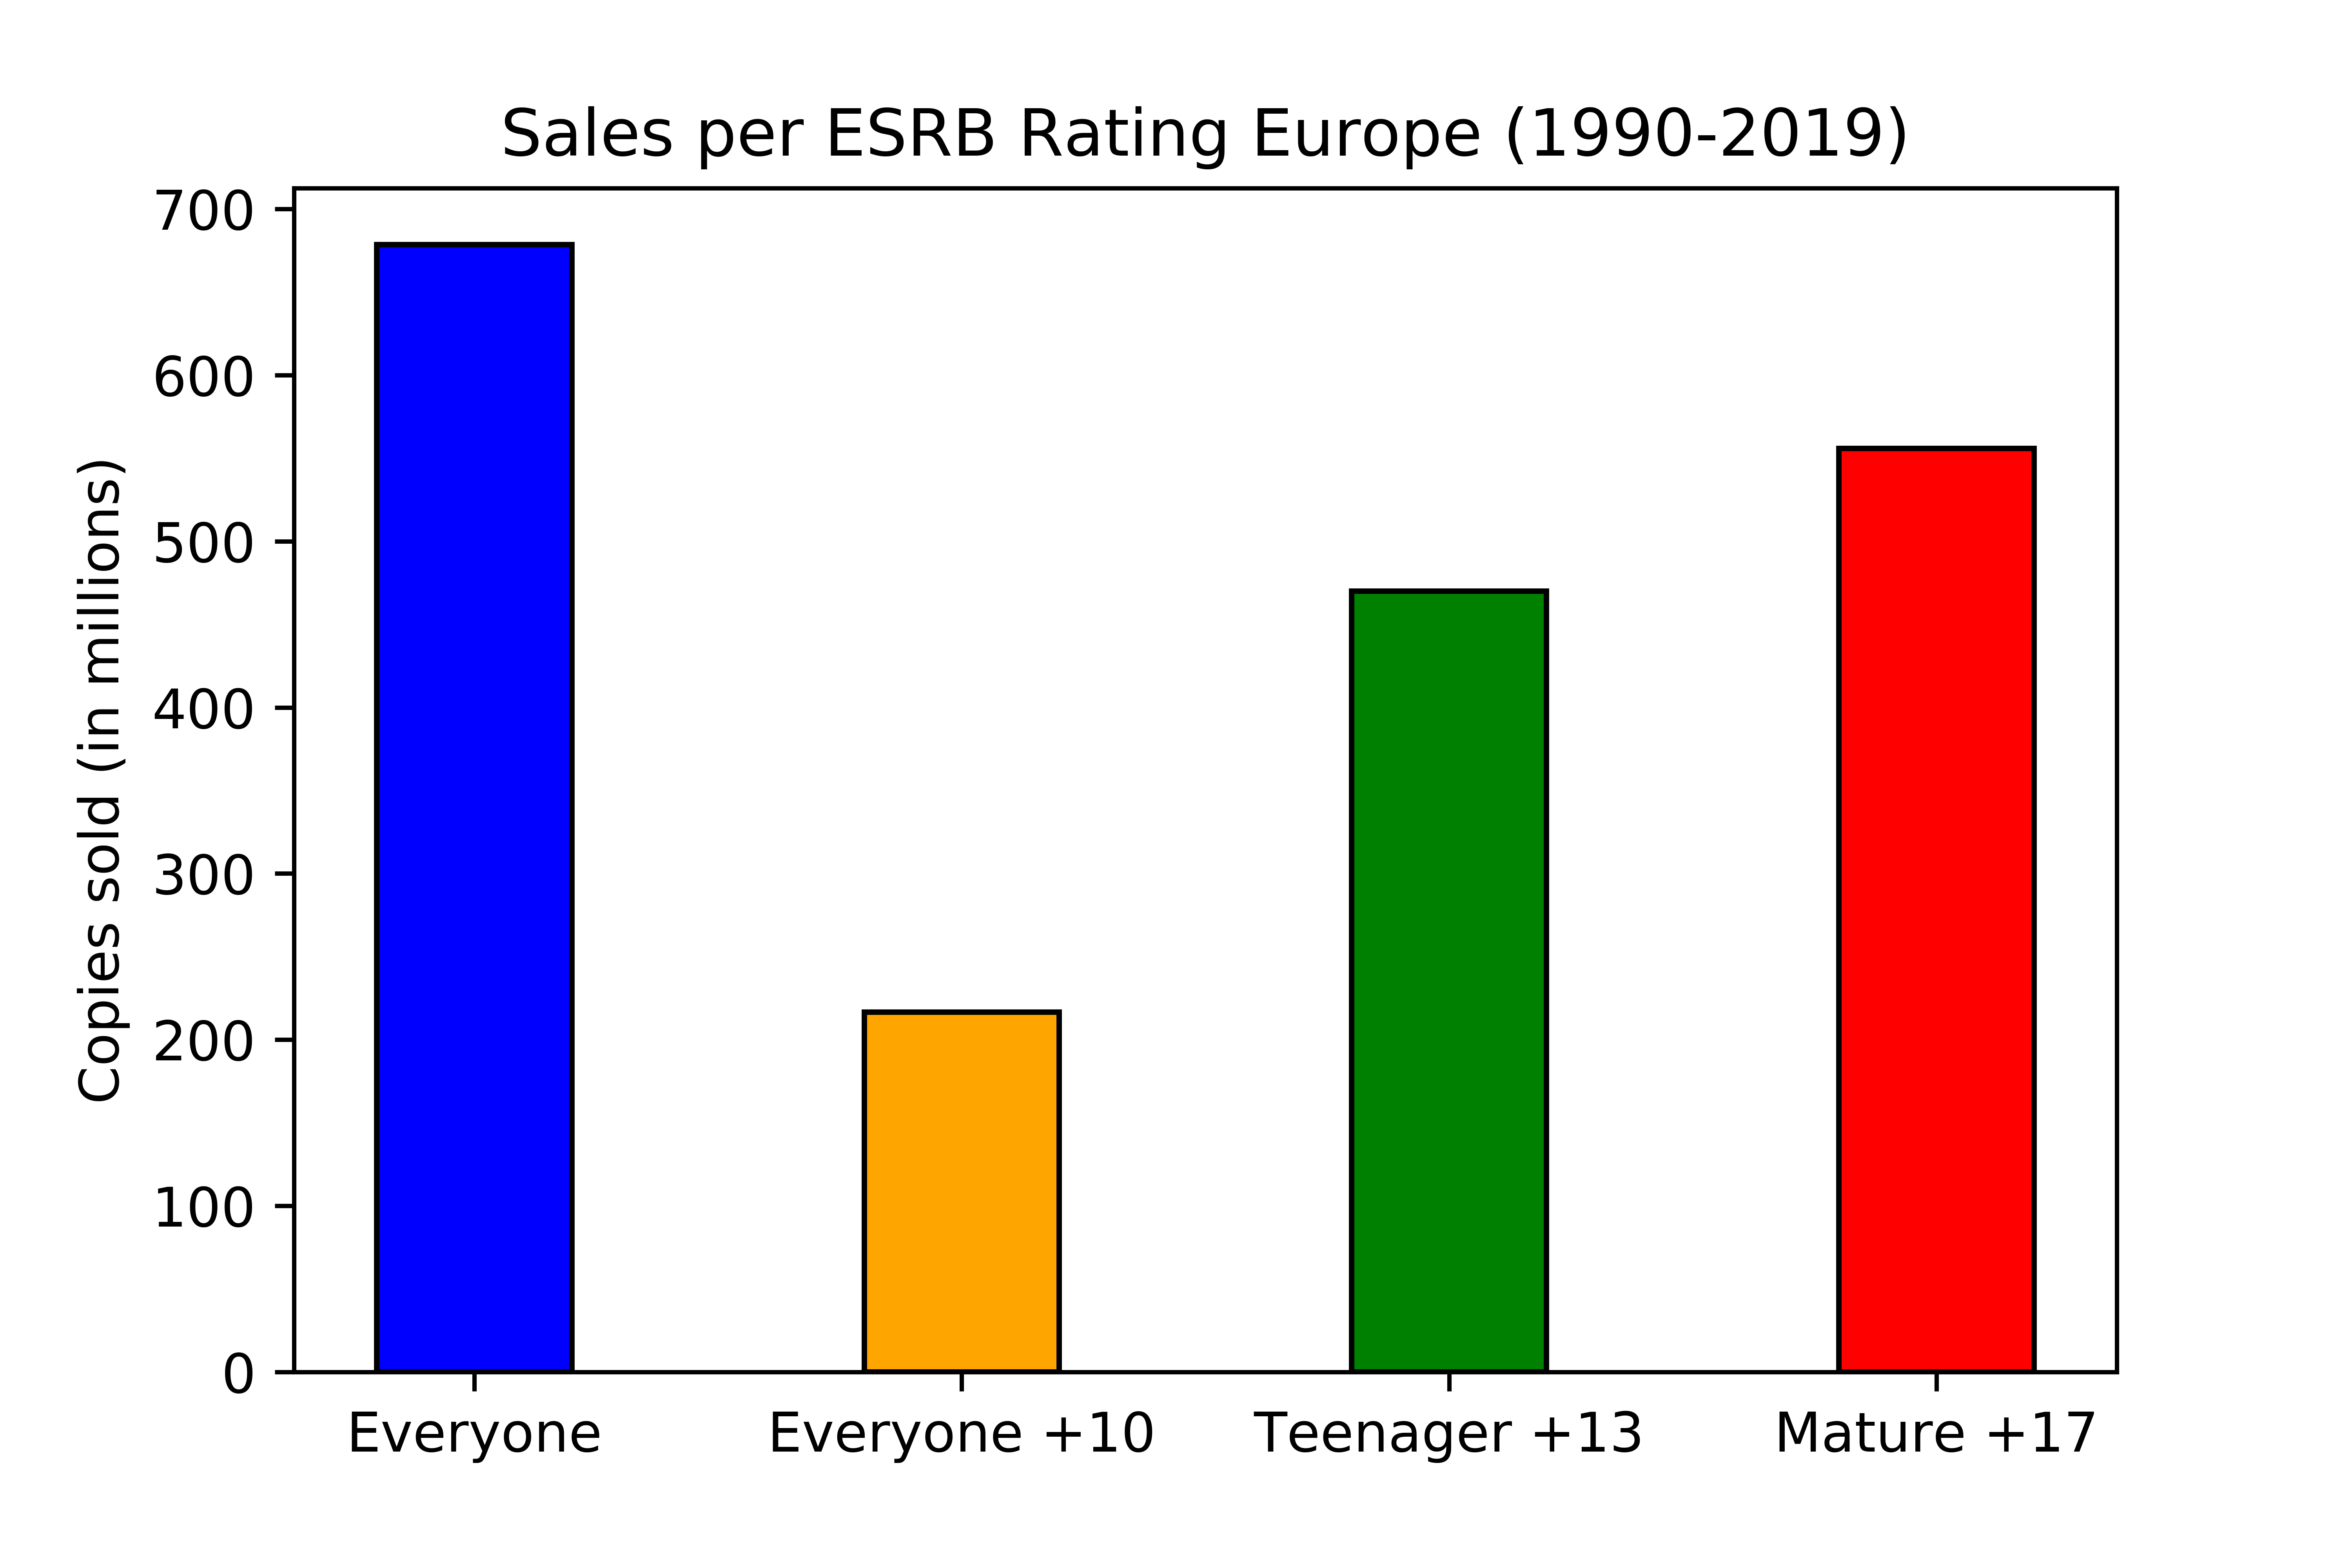 Sales per ESRB Rating Europe (1990-2019)
Copies sold (in millions)
700
600
500
400
300
200
100
0
Everyone
Everyone +10
Teenager +13
Mature +17